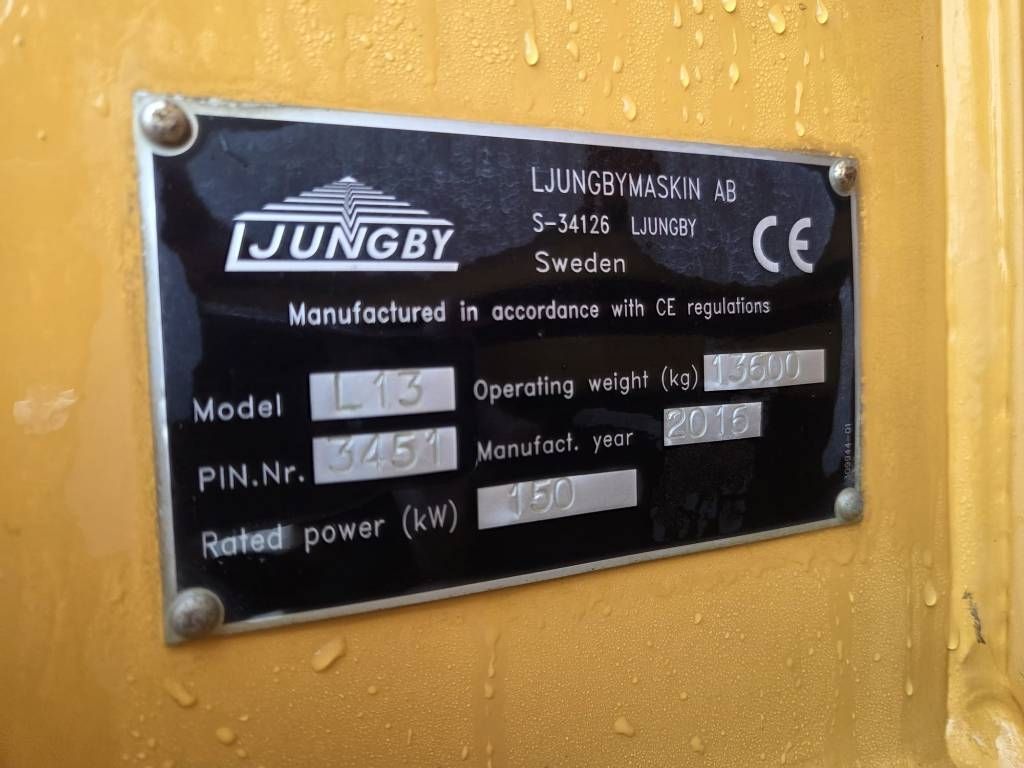 LJUNGBY
LJUNGBYMASKIN AB
S-34126 LJUNGBY
Sweden
CE
Manufactured in accordance with CE regulations
Model L13 Operating weight (kg) 13600
PIN.Nr. 3451 Manufact. year 2016
Rated power (kW) 150